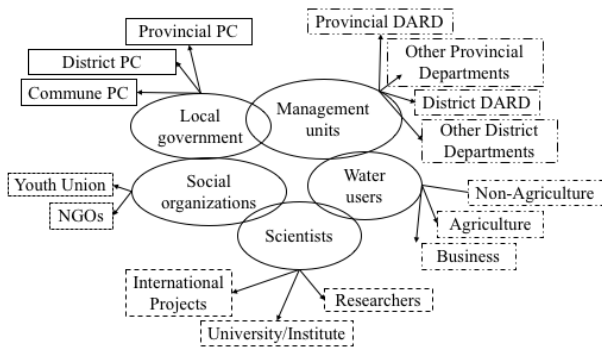 Provincial PC
District PC
Commune PC
Provincial DARD
Other Provincial
Departments
District DARD
Other District
Departments
Local
government
Management
units
Social
organizations
Water
users
Scientists
Youth Union
NGOs
Non-Agriculture
Agriculture
Business
International
Projects
Researchers
University/Institute